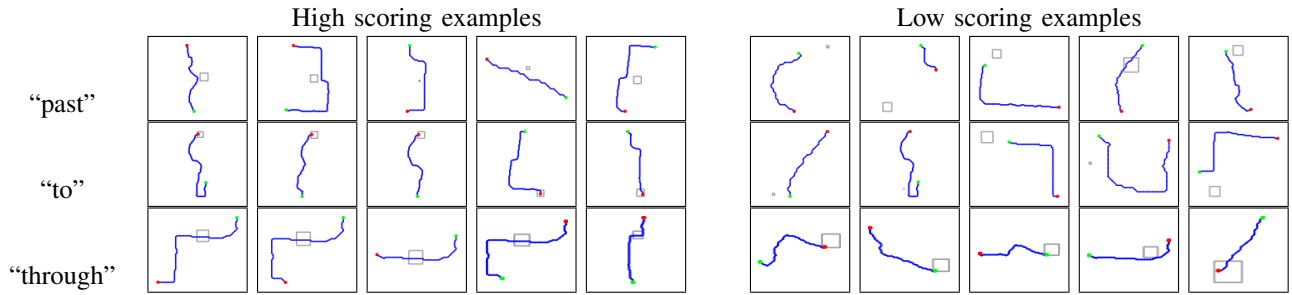 High scoring examples
Low scoring examples
“past”
“to”
“through”